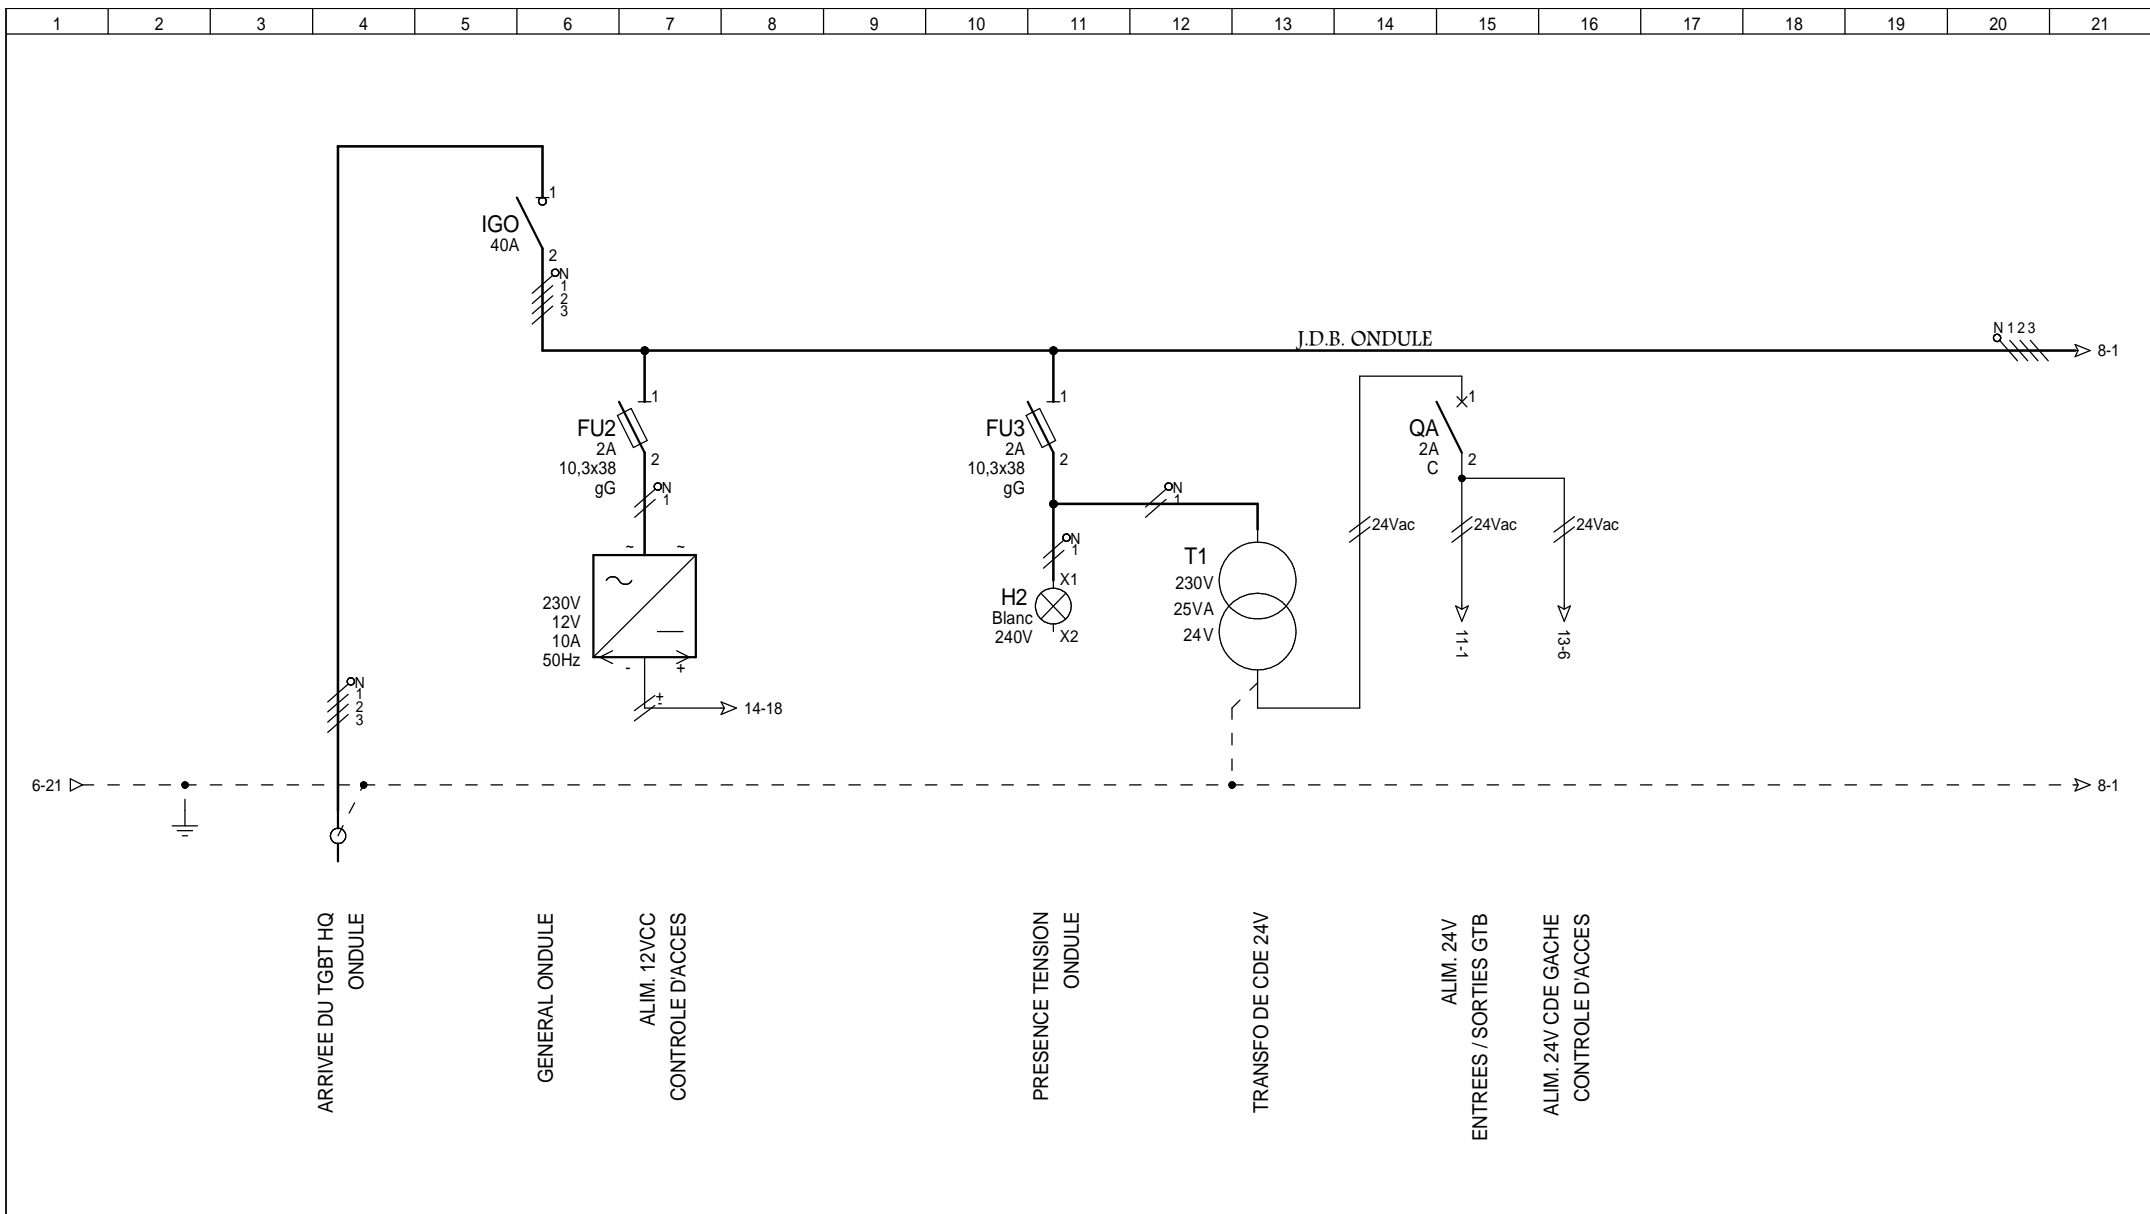 1 2 3 4 5 6 7 8 9 10 11 12 13 14 15 16 17 18 19 20 21
1
IGO
40A
2
N
1
2
3
J.D.B. ONDULE
N 1 2 3
8-1
1
FU2
2A
10,3x38
gG
2
N
1
~ ~
230V
12V
10A
50Hz
- +
±
14-18
1
FU3
2A
10,3x38
gG
2
N
1
N
1
X1
H2
Blanc
240V
X2
T1
230V
25VA
24V
24Vac
1
QA
2A
C
2
24Vac
24Vac
11-1
13-6
N
1
2
3
6-21
8-1
ARRIVEE DU TGBT HQ
ONDULE
GENERAL ONDULE
ALIM. 12VCC
CONTROLE D'ACCES
PRESENCE TENSION
ONDULE
TRANSFO DE CDE 24V
ALIM. 24V
ENTREES / SORTIES GTB
ALIM. 24V CDE GACHE
CONTROLE D'ACCES